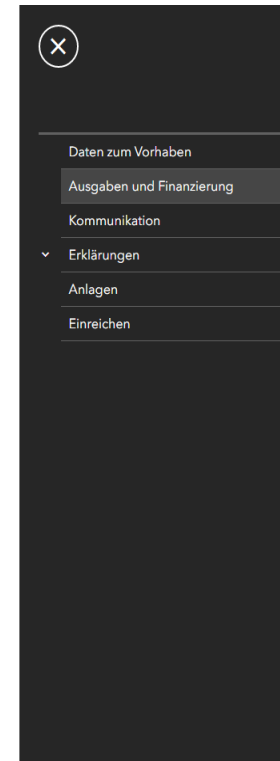 Daten zum Vorhaben
Ausgaben und Finanzierung
Kommunikation
Erklärungen
Anlagen
Einreichen